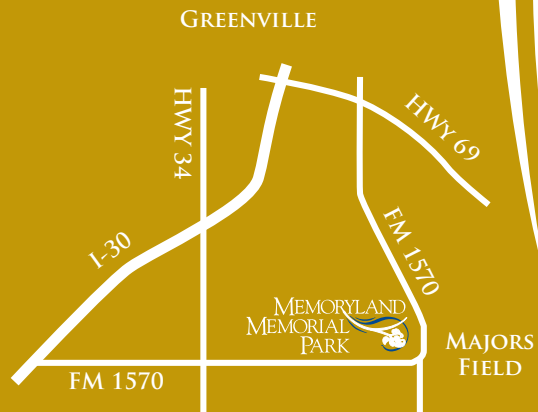 GREENVILLE
HWY 34
HWY 69
I-30
FM 1570
MEMORYLAND
MEMORIAL
PARK
MAJORS
FIELD
FM 1570